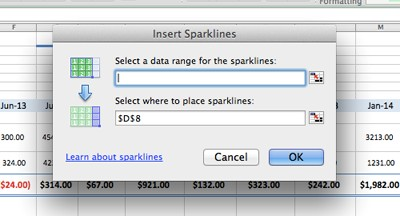 Formatting
Insert Sparklines
F M
Select a data range for the sparklines:
Jun-13 Jan-14
Select where to place sparklines:
$D$8
300.00 3213.00
324.00 1231.00
Learn about sparklines Cancel OK
($24.00) $314.00 $67.00 $921.00 $132.00 $323.00 $242.00 $1,982.00